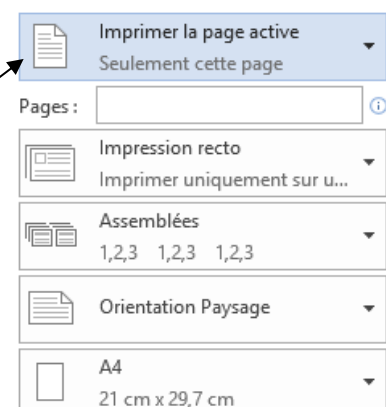 Imprimer la page active
Seulement cette page
Pages :
Impression recto
Imprimer uniquement sur u...
Assemblées
1,2,3 1,2,3 1,2,3
Orientation Paysage
A4
21 cm x 29,7 cm